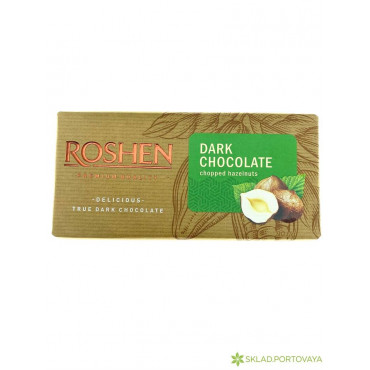 ROSHEN
DARK
CHOCOLATE
chopped hazelnuts
-DELICIOUS-
TRUE DARK CHOCOLATE
SKLAD.PORTOVAYA